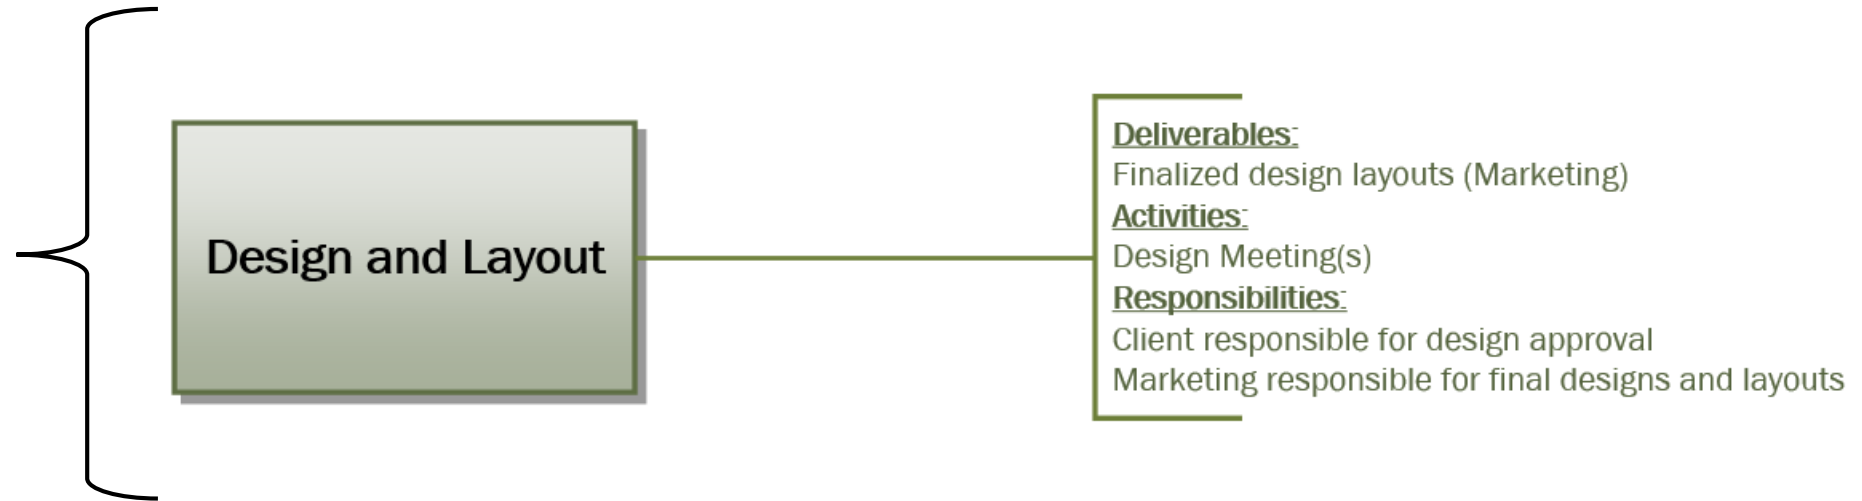 Design and Layout
Deliverables:
Finalized design layouts (Marketing)
Activities:
Design Meeting(s)
Responsibilities:
Client responsible for design approval
Marketing responsible for final designs and layouts